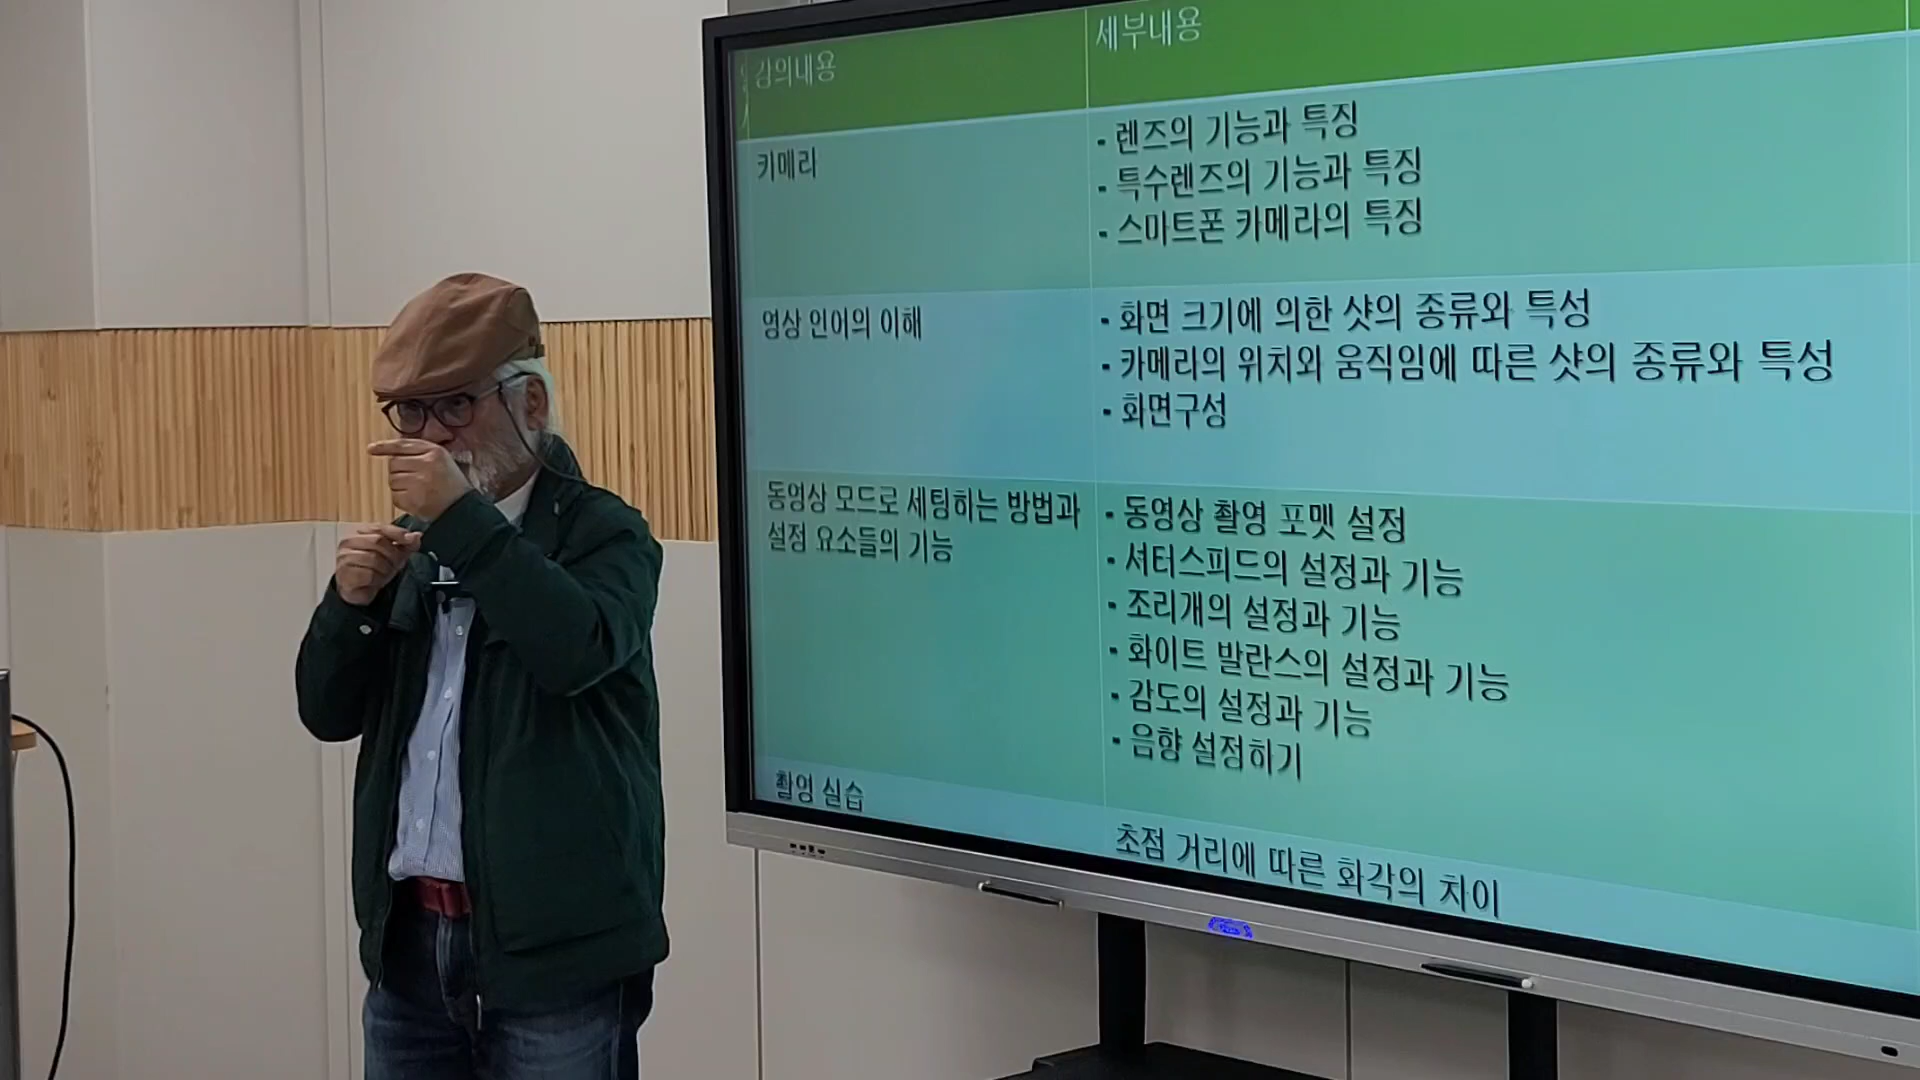 강의내용
세부내용
키메라
- 렌즈의 기능과 특징
- 특수렌즈의 기능과 특징
- 스마트폰 카메라의 특징
영상 인어의 이해
- 화면 크기에 의한 샷의 종류와 특성
- 카메라의 위치와 움직임에 따른 샷의 종류와 특성
- 화면구성
동영상 모드로 세팅하는 방법과
설정 요소들의 기능
- 동영상 촬영 포맷 설정
- 셔터스피드의 설정과 기능
- 조리개의 설정과 기능
- 화이트 발란스의 설정과 기능
- 감도의 설정과 기능
- 음향 설정하기
촬영 실습
초점 거리에 따른 화각의 차이